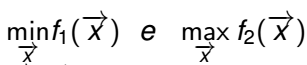 min f₁(x⃗) e max f₂(x⃗)
x⃗ x⃗